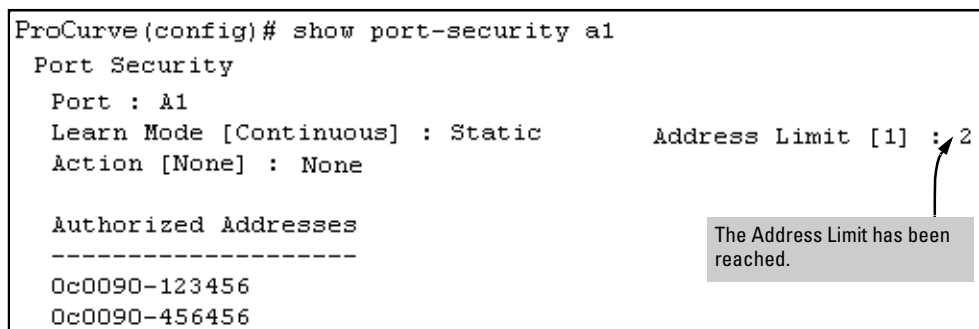 ProCurve(config)# show port-security a1
Port Security
Port : A1
Learn Mode [Continuous] : Static Address Limit [1] : 2
Action [None] : None
Authorized Addresses
--------------------
0c0090-123456
0c0090-456456
The Address Limit has been
reached.